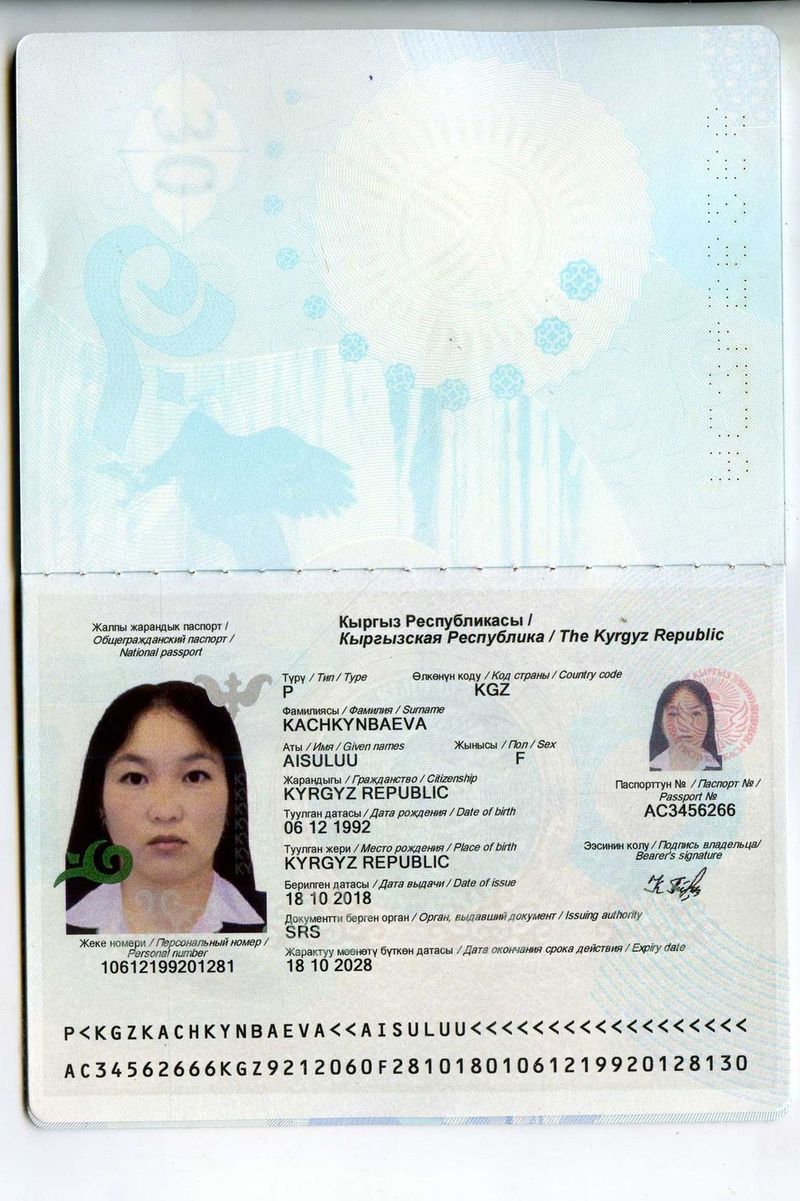 30
Жалпы жарандык паспорт /
Общегражданский паспорт /
National passport
Кыргыз Республикасы /
Кыргызская Республика / The Kyrgyz Republic
Түрү / Тип / Type
Өлкөнүн коду / Код страны / Country code
P
KGZ
Фамилиясы / Фамилия / Surname
KACHKYNBAEVA
Аты / Имя / Given names
Жынысы / Пол / Sex
AISULUU
F
Жарандыгы / Гражданство / Citizenship
KYRGYZ REPUBLIC
Туулган датасы / Дата рождения / Date of birth
06 12 1992
Туулган жери / Место рождения / Place of birth
KYRGYZ REPUBLIC
Берилген датасы / Дата выдачи / Date of issue
18 10 2018
Документти берген орган / Орган, выдавший документ / Issuing authority
SRS
Жарактуу мөөнөтү бүткөн датасы / Дата окончания срока действия / Expiry date
18 10 2028
Паспорттун № / Паспорт № /
Passport №
AC3456266
Ээсинин колу / Подпись владельца/
Bearer's signature
Жеке номери / Персональный номер /
Personal number
10612199201281
P<KGZKACHKYNBAEVA<<AISULUU<<<<<<<<<<<<<<<<<<
AC34562666KGZ9212060F28101801061219920128130